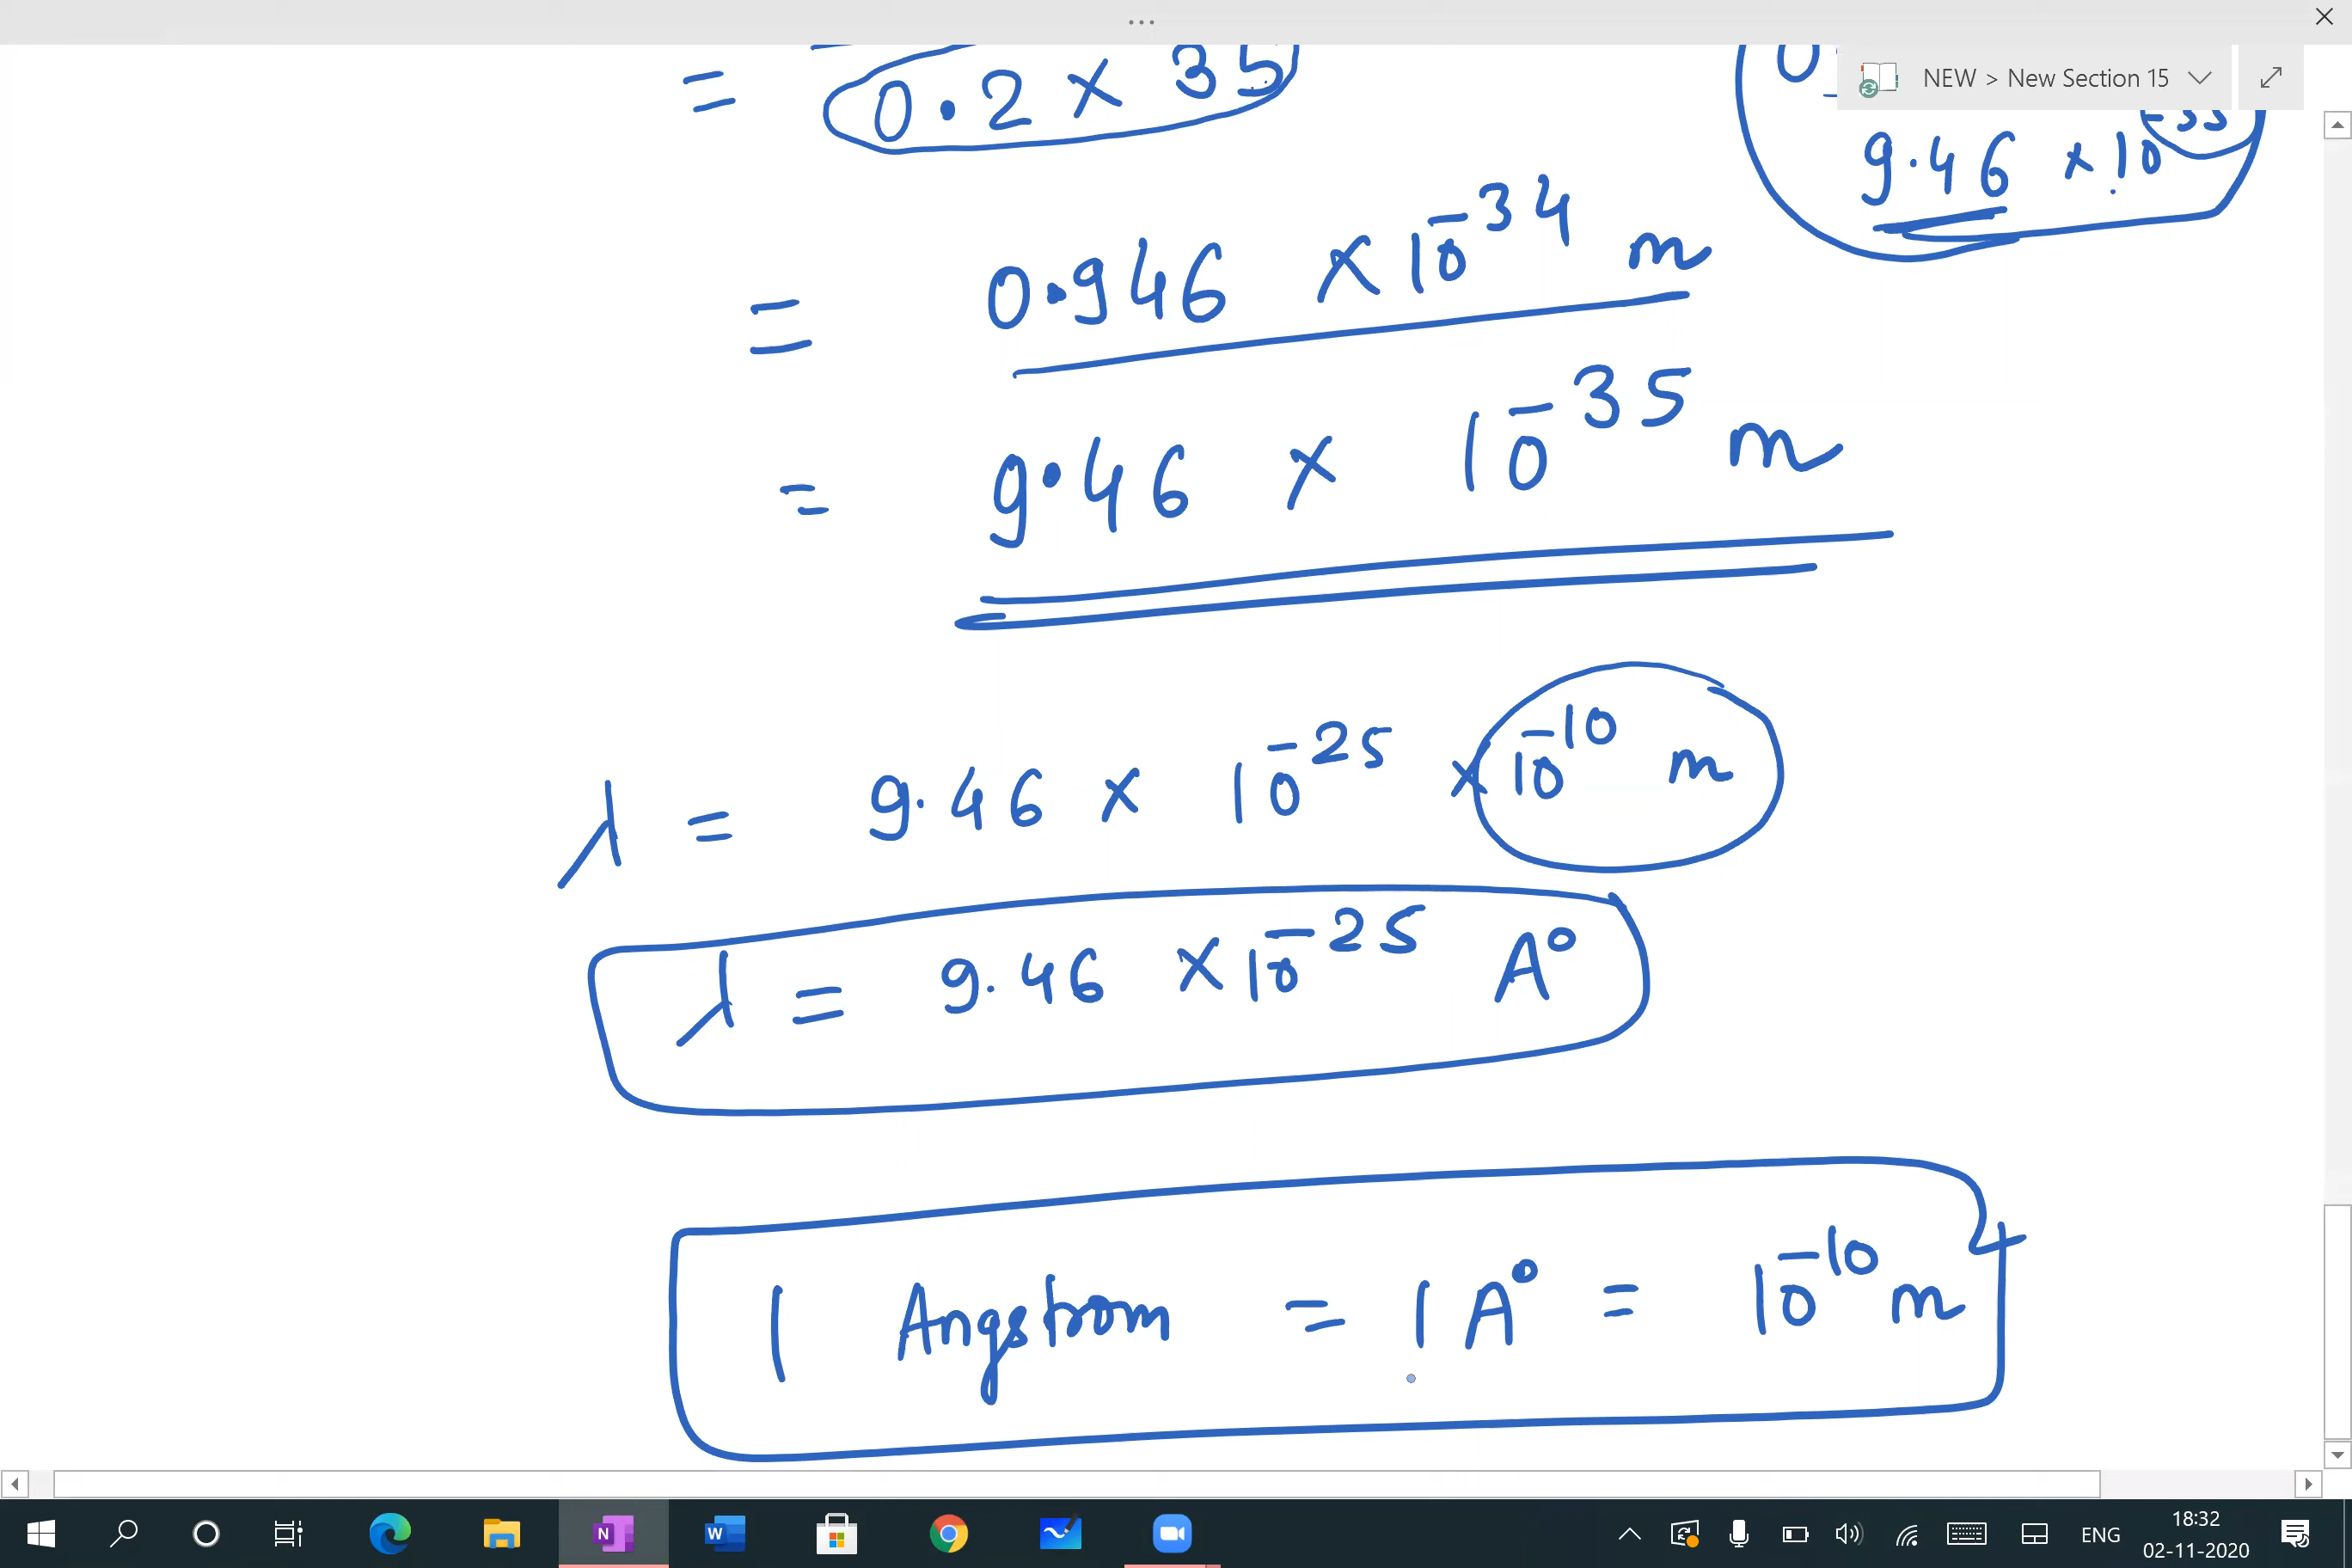 NEW > New Section 15
= 0.2 × 35
9.46 × 10⁻³⁵
= 0.946 × 10⁻³⁴ m
= 9.46 × 10⁻³⁵ m
λ = 9.46 × 10⁻²⁵ × 10⁻¹⁰ m
λ = 9.46 × 10⁻²⁵ A°
1 Angstrom = 1 A° = 10⁻¹⁰ m
ENG
18:32
02-11-2020